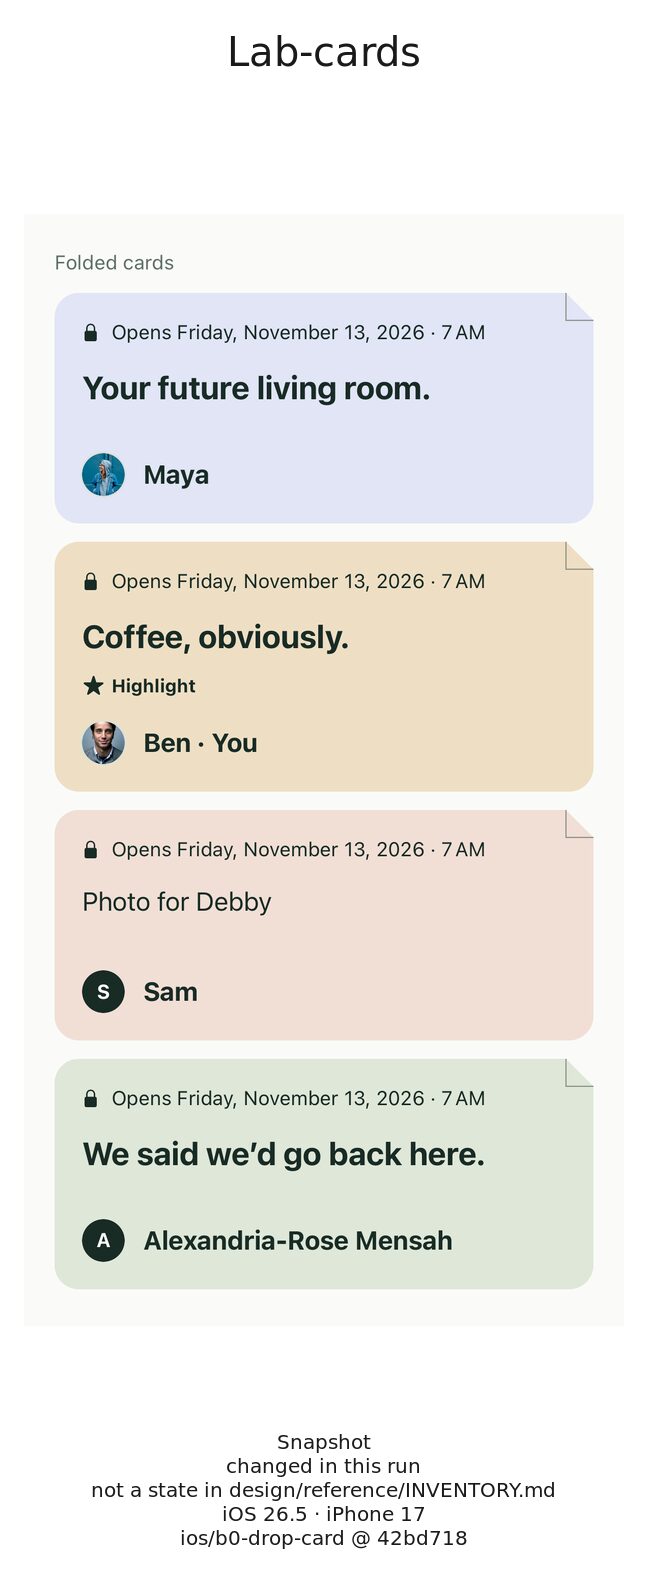 Lab-cards
Folded cards
Opens Friday, November 13, 2026 · 7 AM
Your future living room.
Maya
Opens Friday, November 13, 2026 · 7 AM
Coffee, obviously.
Highlight
Ben · You
Opens Friday, November 13, 2026 · 7 AM
Photo for Debby
S
Sam
Opens Friday, November 13, 2026 · 7 AM
We said we’d go back here.
A
Alexandria-Rose Mensah
Snapshot
changed in this run
not a state in design/reference/INVENTORY.md
iOS 26.5 · iPhone 17
ios/b0-drop-card @ 42bd718